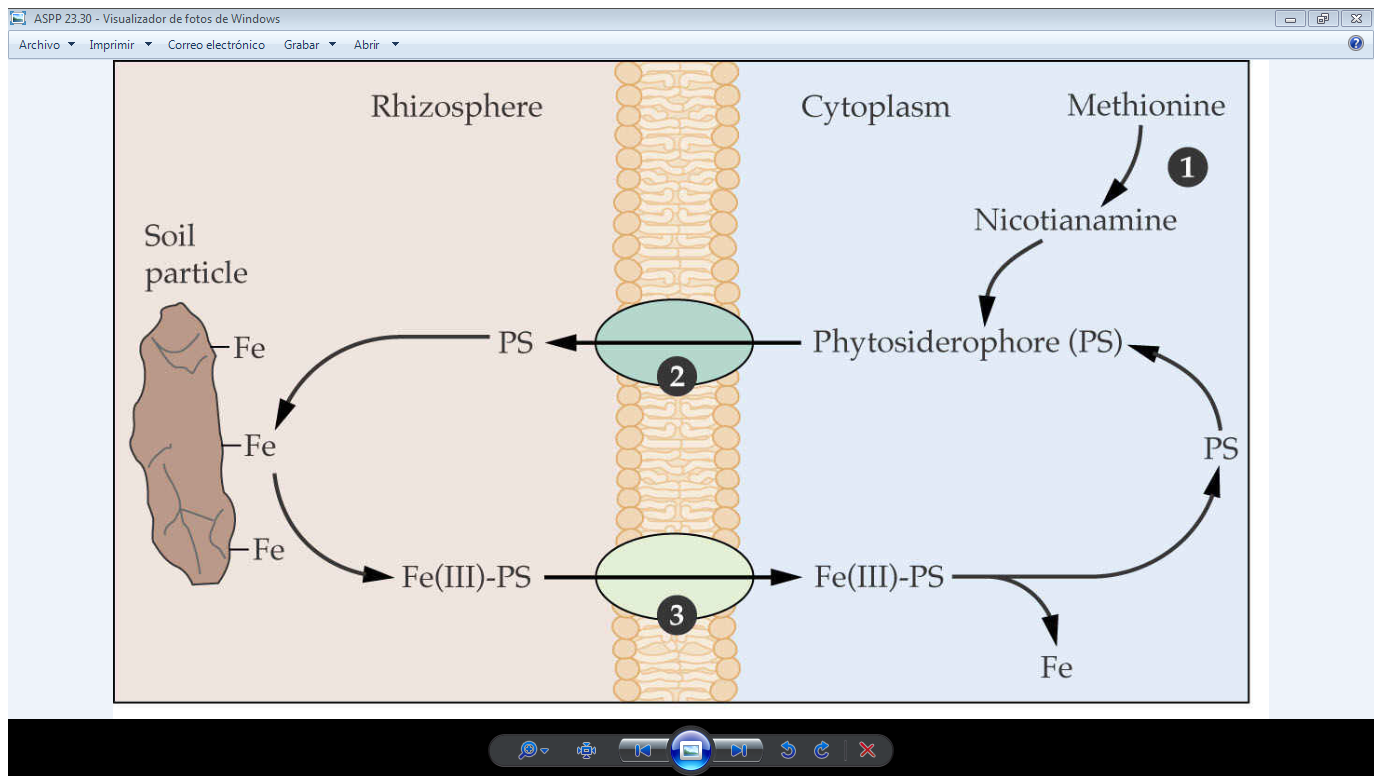 ASPP 23.30 - Visualizador de fotos de Windows
Archivo Imprimir Correo electrónico Grabar Abrir ?
Rhizosphere
Cytoplasm
Methionine
1
Nicotianamine
Soil
particle
Fe
PS
2
Phytosiderophore (PS)
Fe
PS
Fe
Fe(III)-PS
3
Fe(III)-PS
Fe